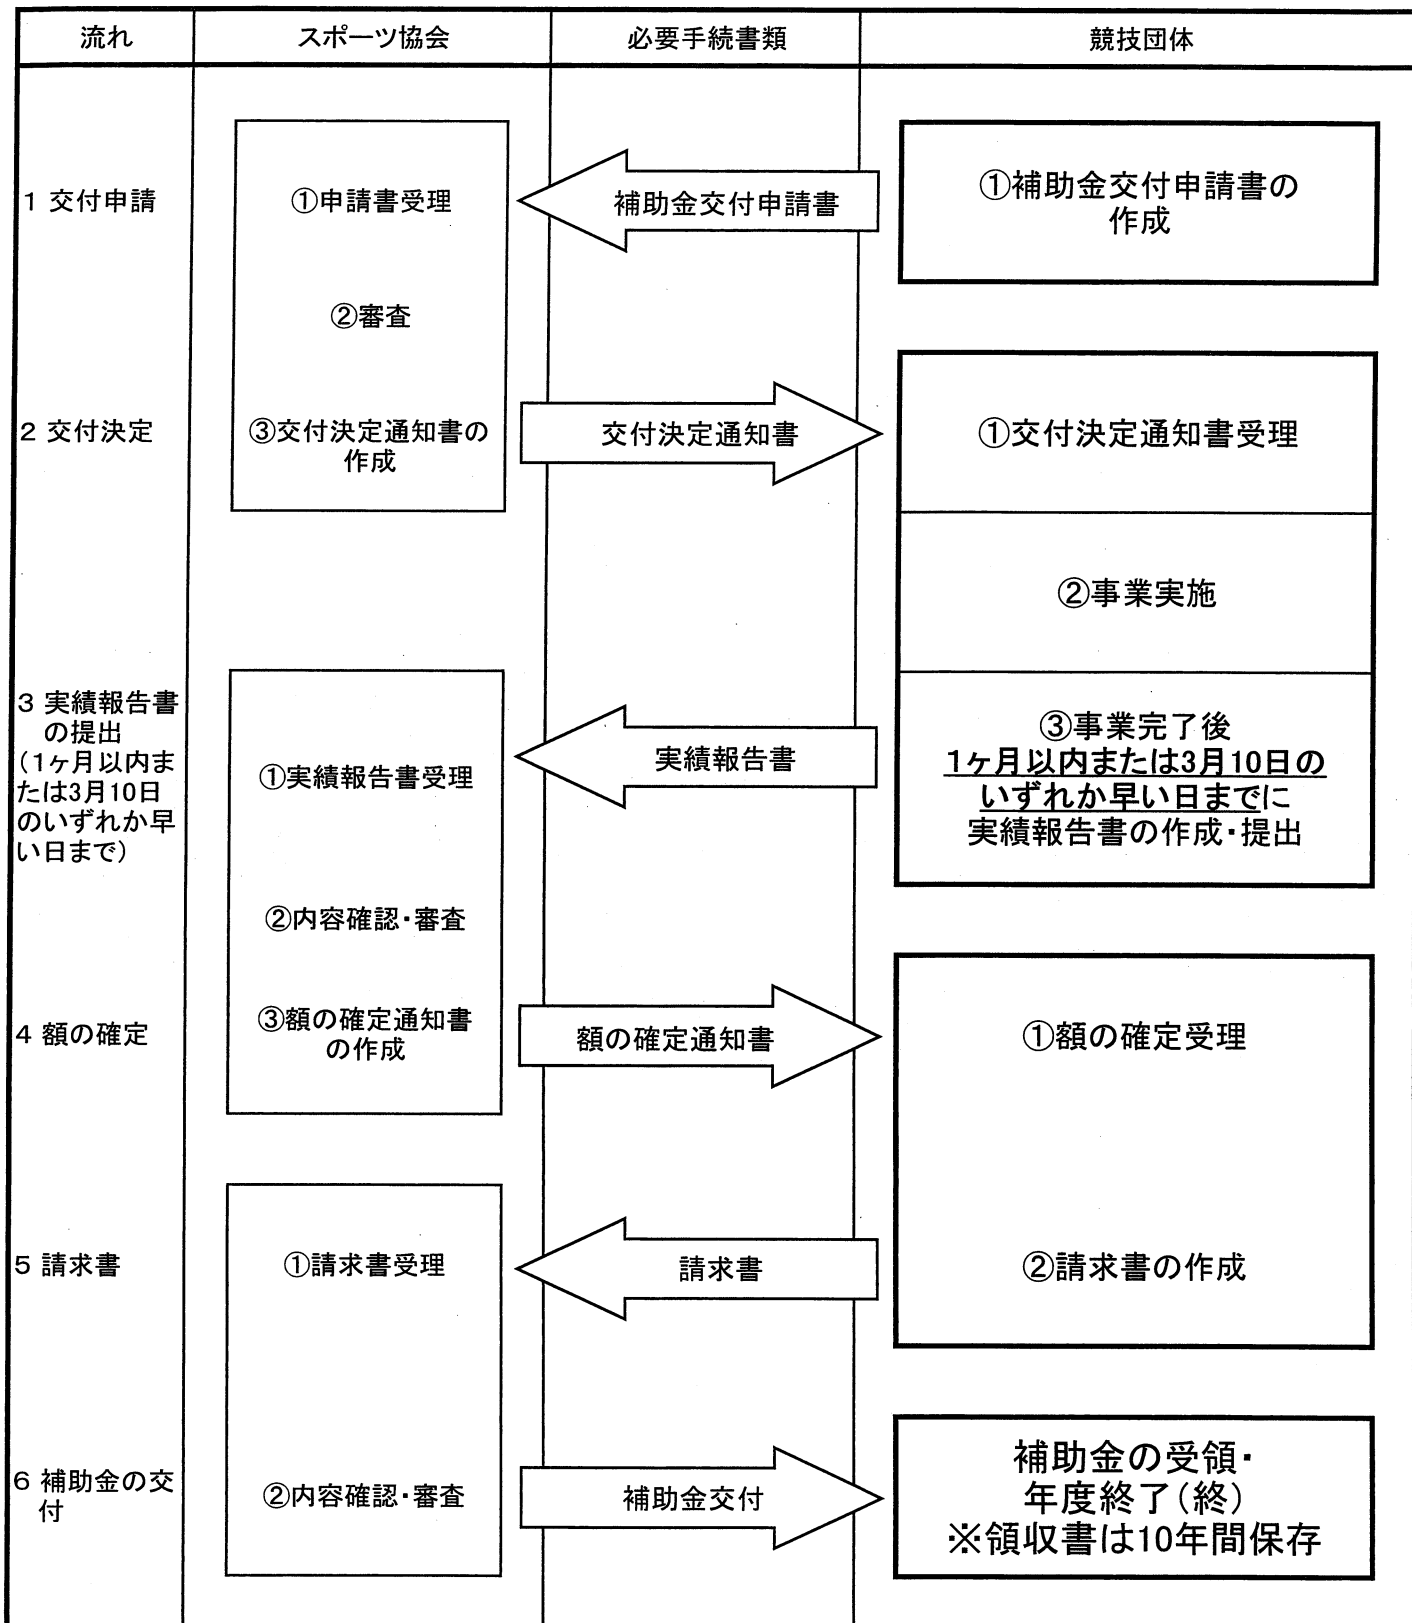 流れ
スポーツ協会
必要手続書類
競技団体
1 交付申請
①申請書受理
補助金交付申請書
①補助金交付申請書の
作成
②審査
2 交付決定
③交付決定通知書の
作成
交付決定通知書
①交付決定通知書受理
②事業実施
3 実績報告書
の提出
(1ヶ月以内ま
たは3月10日
のいずれか早
い日まで)
①実績報告書受理
実績報告書
③事業完了後
1ヶ月以内または3月10日の
いずれか早い日までに
実績報告書の作成・提出
②内容確認・審査
4 額の確定
③額の確定通知書
の作成
額の確定通知書
①額の確定受理
5 請求書
①請求書受理
請求書
②請求書の作成
6 補助金の交
付
②内容確認・審査
補助金交付
補助金の受領・
年度終了(終)
※領収書は10年間保存